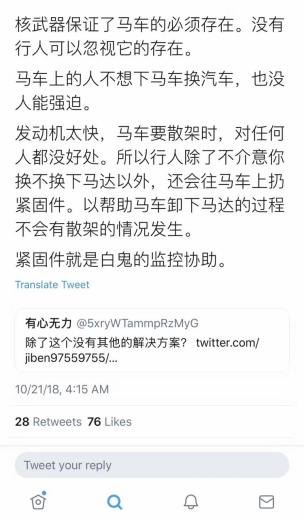 核武器保证了马车的必须存在。没有
行人可以忽视它的存在。
马车上的人不想下马车换汽车，也没
人能强迫。
发动机太快，马车要散架时，对任何
人都没好处。所以行人除了不介意你
换不换下马达以外，还会往马车上扔
紧固件。以帮助马车卸下马达的过程
不会有散架的情况发生。
紧固件就是白鬼的监控协助。
Translate Tweet
有心无力 @5xryWTammpRzMyG
除了这个没有其他的解决方案？ twitter.com/
jiben97559755/...
10/21/18, 4:15 AM
28 Retweets 76 Likes
Tweet your reply